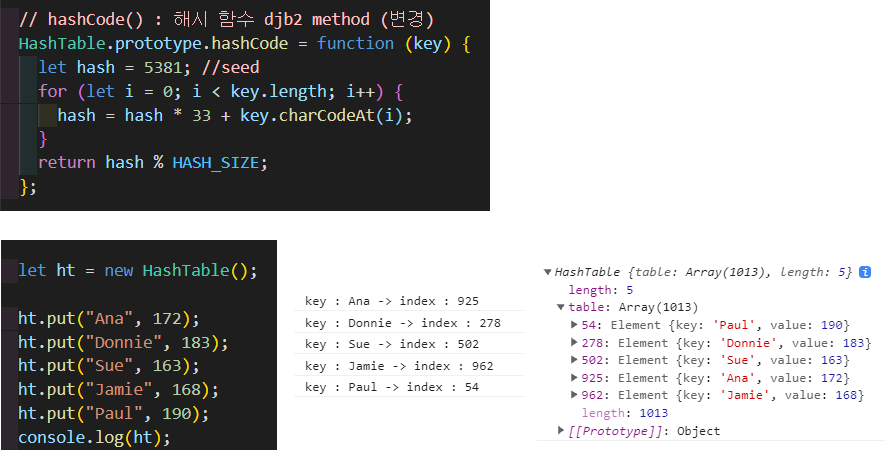 // hashCode() : 해시 함수 djb2 method (변경)
HashTable.prototype.hashCode = function (key) {
let hash = 5381; //seed
for (let i = 0; i < key.length; i++) {
hash = hash * 33 + key.charCodeAt(i);
}
return hash % HASH_SIZE;
};
let ht = new HashTable();
ht.put("Ana", 172);
ht.put("Donnie", 183);
ht.put("Sue", 163);
ht.put("Jamie", 168);
ht.put("Paul", 190);
console.log(ht);
key : Ana -> index : 925
key : Donnie -> index : 278
key : Sue -> index : 502
key : Jamie -> index : 962
key : Paul -> index : 54
▼HashTable {table: Array(1013), length: 5} i
length: 5
▼table: Array(1013)
▶54: Element {key: 'Paul', value: 190}
▶278: Element {key: 'Donnie', value: 183}
▶502: Element {key: 'Sue', value: 163}
▶925: Element {key: 'Ana', value: 172}
▶962: Element {key: 'Jamie', value: 168}
length: 1013
▶[[Prototype]]: Object